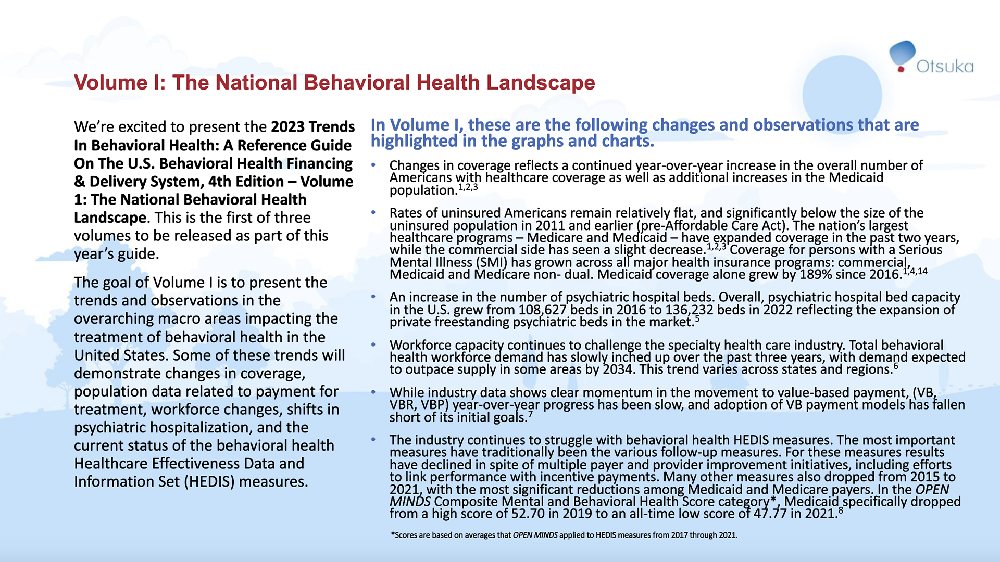 Otsuka
Volume I: The National Behavioral Health Landscape
We’re excited to present the 2023 Trends
In Behavioral Health: A Reference Guide
On The U.S. Behavioral Health Financing
& Delivery System, 4th Edition – Volume
1: The National Behavioral Health
Landscape. This is the first of three
volumes to be released as part of this
year’s guide.
The goal of Volume I is to present the
trends and observations in the
overarching macro areas impacting the
treatment of behavioral health in the
United States. Some of these trends will
demonstrate changes in coverage,
population data related to payment for
treatment, workforce changes, shifts in
psychiatric hospitalization, and the
current status of the behavioral health
Healthcare Effectiveness Data and
Information Set (HEDIS) measures.
In Volume I, these are the following changes and observations that are
highlighted in the graphs and charts.
• Changes in coverage reflects a continued year-over-year increase in the overall number of
Americans with healthcare coverage as well as additional increases in the Medicaid
population.1,2,3
• Rates of uninsured Americans remain relatively flat, and significantly below the size of the
uninsured population in 2011 and earlier (pre-Affordable Care Act). The nation’s largest
healthcare programs – Medicare and Medicaid – have expanded coverage in the past two years,
while the commercial side has seen a slight decrease.1,2,3 Coverage for persons with a Serious
Mental Illness (SMI) has grown across all major health insurance programs: commercial,
Medicaid and Medicare non- dual. Medicaid coverage alone grew by 189% since 2016.1,4,14
• An increase in the number of psychiatric hospital beds. Overall, psychiatric hospital bed capacity
in the U.S. grew from 108,627 beds in 2016 to 136,232 beds in 2022 reflecting the expansion of
private freestanding psychiatric beds in the market.5
• Workforce capacity continues to challenge the specialty health care industry. Total behavioral
health workforce demand has slowly inched up over the past three years, with demand expected
to outpace supply in some areas by 2034. This trend varies across states and regions.6
• While industry data shows clear momentum in the movement to value-based payment, (VB,
VBR, VBP) year-over-year progress has been slow, and adoption of VB payment models has fallen
short of its initial goals.7
• The industry continues to struggle with behavioral health HEDIS measures. The most important
measures have traditionally been the various follow-up measures. For these measures results
have declined in spite of multiple payer and provider improvement initiatives, including efforts
to link performance with incentive payments. Many other measures also dropped from 2015 to
2021, with the most significant reductions among Medicaid and Medicare payers. In the OPEN
MINDS Composite Mental and Behavioral Health Score category*, Medicaid specifically dropped
from a high score of 52.70 in 2019 to an all-time low score of 47.77 in 2021.8
*Scores are based on averages that OPEN MINDS applied to HEDIS measures from 2017 through 2021.